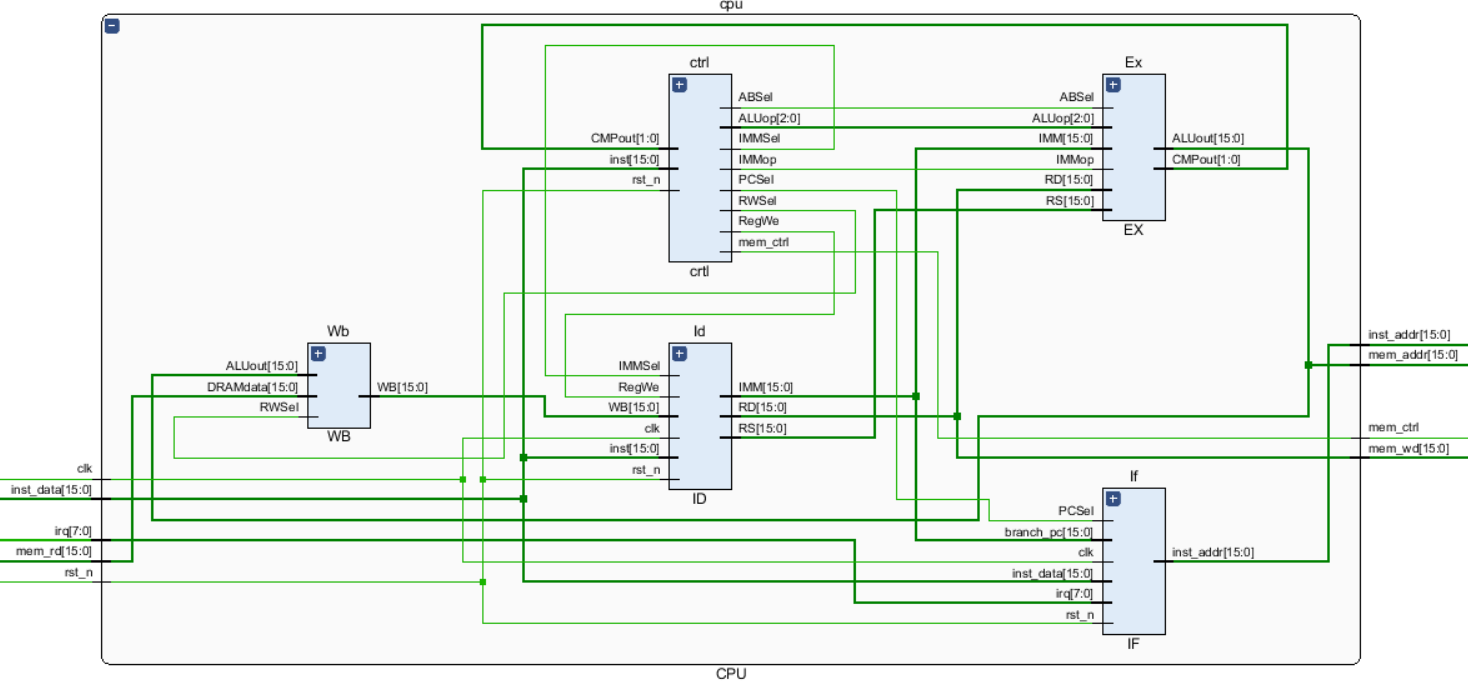 cpu
ctrl
CMPout[1:0]
inst[15:0]
rst_n
ABSel
ALUop[2:0]
IMMSel
IMMop
PCSel
RWSel
RegWe
mem_ctrl
crtl
Ex
ABSel
ALUop[2:0]
IMM[15:0]
IMMop
RD[15:0]
RS[15:0]
ALUout[15:0]
CMPout[1:0]
EX
Wb
ALUout[15:0]
DRAMdata[15:0]
RWSel
WB[15:0]
WB
Id
IMMSel
RegWe
WB[15:0]
clk
inst[15:0]
rst_n
IMM[15:0]
RD[15:0]
RS[15:0]
ID
inst_addr[15:0]
mem_addr[15:0]
mem_ctrl
mem_wd[15:0]
clk
inst_data[15:0]
irq[7:0]
mem_rd[15:0]
rst_n
If
PCSel
branch_pc[15:0]
clk
inst_data[15:0]
irq[7:0]
rst_n
inst_addr[15:0]
IF
CPU